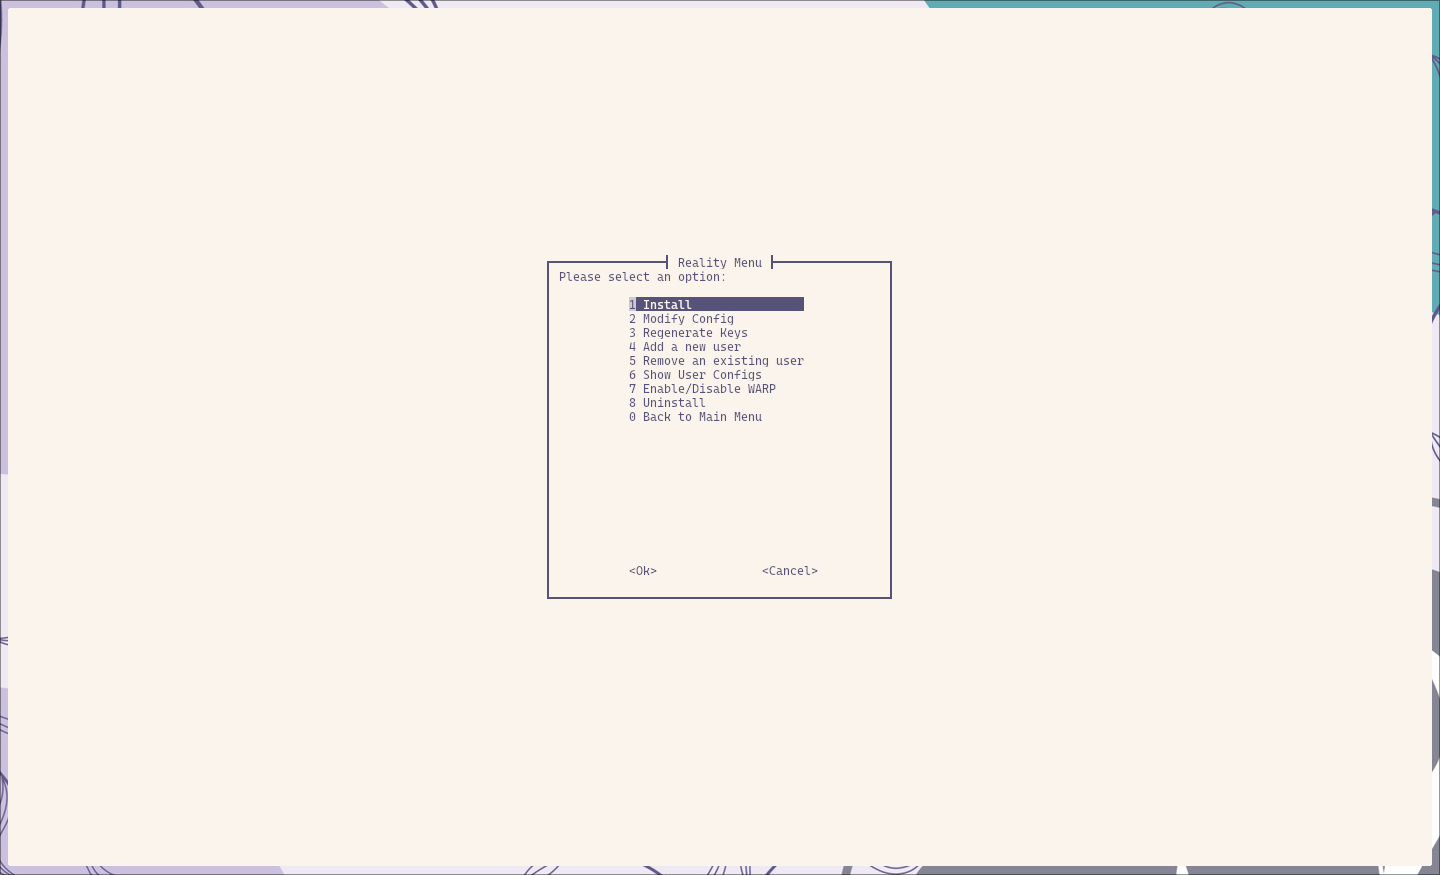 Reality Menu
Please select an option:
1 Install
2 Modify Config
3 Regenerate Keys
4 Add a new user
5 Remove an existing user
6 Show User Configs
7 Enable/Disable WARP
8 Uninstall
0 Back to Main Menu
<Ok> <Cancel>